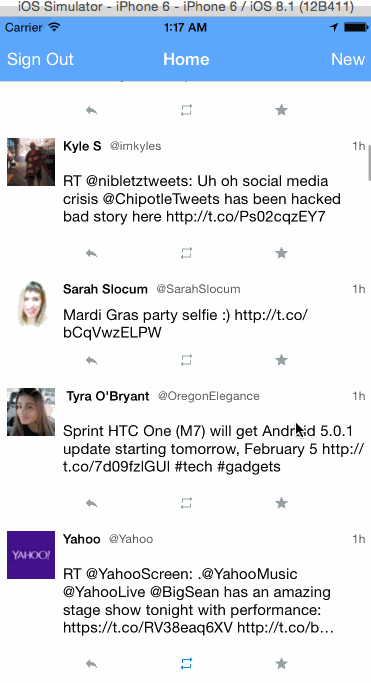 iOS Simulator - iPhone 6 - iPhone 6 / iOS 8.1 (12B411)
Carrier 1:17 AM
Sign Out Home New
Kyle S @imkyles 1h
RT @nibletztweets: Uh oh social media
crisis @ChipotleTweets has been hacked
bad story here http://t.co/Ps02cqzEY7
Sarah Slocum @SarahSlocum 1h
Mardi Gras party selfie :) http://t.co/
bCqVwzELPW
Tyra O'Bryant @OregonElegance 1h
Sprint HTC One (M7) will get Android 5.0.1
update starting tomorrow, February 5 http://
t.co/7d09fzlGUl #tech #gadgets
YAHOO!
Yahoo @Yahoo 1h
RT @YahooScreen: .@YahooMusic
@YahooLive @BigSean has an amazing
stage show tonight with performance:
https://t.co/RV38eaq6XV http://t.co/b...